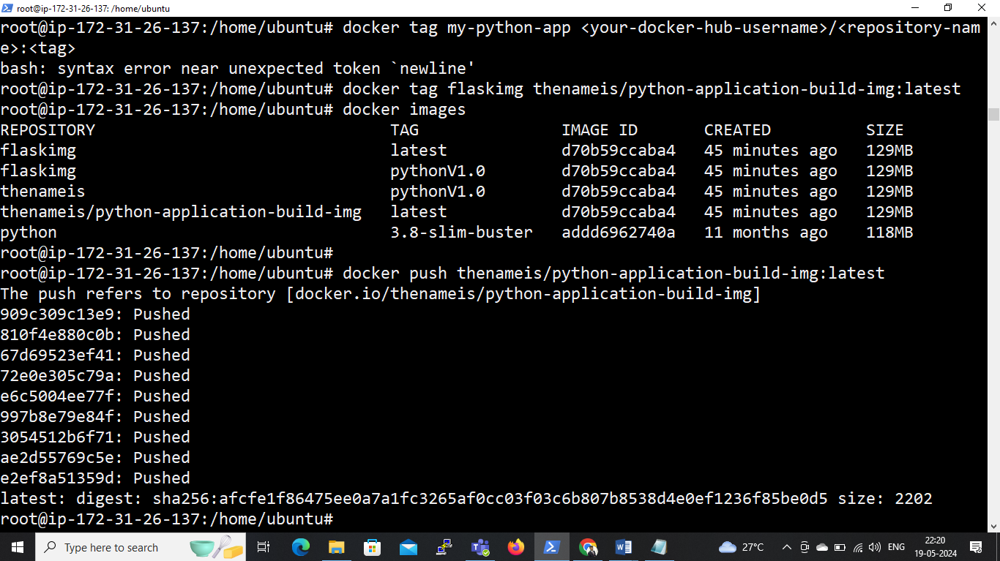 root@ip-172-31-26-137: /home/ubuntu
root@ip-172-31-26-137:/home/ubuntu# docker tag my-python-app <your-docker-hub-username>/<repository-nam
e>:<tag>
bash: syntax error near unexpected token `newline'
root@ip-172-31-26-137:/home/ubuntu# docker tag flaskimg thenameis/python-application-build-img:latest
root@ip-172-31-26-137:/home/ubuntu# docker images
REPOSITORY TAG IMAGE ID CREATED SIZE
flaskimg latest d70b59ccaba4 45 minutes ago 129MB
flaskimg pythonV1.0 d70b59ccaba4 45 minutes ago 129MB
thenameis pythonV1.0 d70b59ccaba4 45 minutes ago 129MB
thenameis/python-application-build-img latest d70b59ccaba4 45 minutes ago 129MB
python 3.8-slim-buster addd6962740a 11 months ago 118MB
root@ip-172-31-26-137:/home/ubuntu#
root@ip-172-31-26-137:/home/ubuntu# docker push thenameis/python-application-build-img:latest
The push refers to repository [docker.io/thenameis/python-application-build-img]
909c309c13e9: Pushed
810f4e880c0b: Pushed
67d69523ef41: Pushed
72e0e305c79a: Pushed
e6c5004ee77f: Pushed
997b8e79e84f: Pushed
3054512b6f71: Pushed
ae2d55769c5e: Pushed
e2ef8a51359d: Pushed
latest: digest: sha256:afcfe1f86475ee0a7a1fc3265af0cc03f03c6b807b8538d4e0ef1236f85be0d5 size: 2202
root@ip-172-31-26-137:/home/ubuntu#
Type here to search
27°C
ENG
22:20
19-05-2024